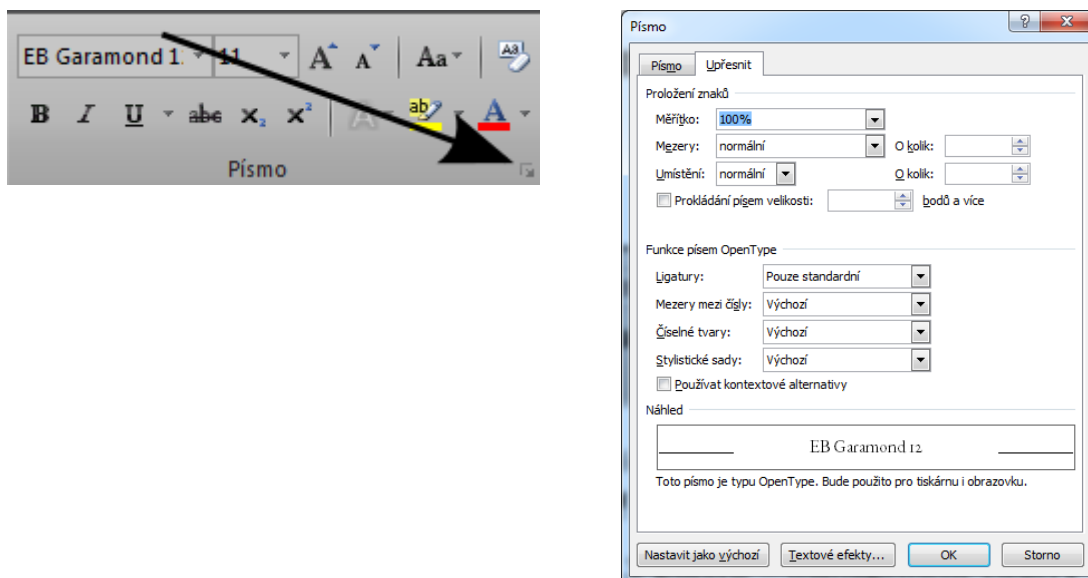 EB Garamond 1
11
A A Aa
B I U abc x2 x2 A ab A
Písmo
Písmo
Písmo Upřesnit
Proložení znaků
Měřítko: 100%
Mezery: normální O kolik:
Umístění: normální O kolik:
Prokládání písem velikosti: bodů a více
Funkce písem OpenType
Ligatury: Pouze standardní
Mezery mezi čísly: Výchozí
Číselné tvary: Výchozí
Stylistické sady: Výchozí
Používat kontextové alternativy
Náhled
EB Garamond 12
Toto písmo je typu OpenType. Bude použito pro tiskárnu i obrazovku.
Nastavit jako výchozí Textové efekty... OK Storno